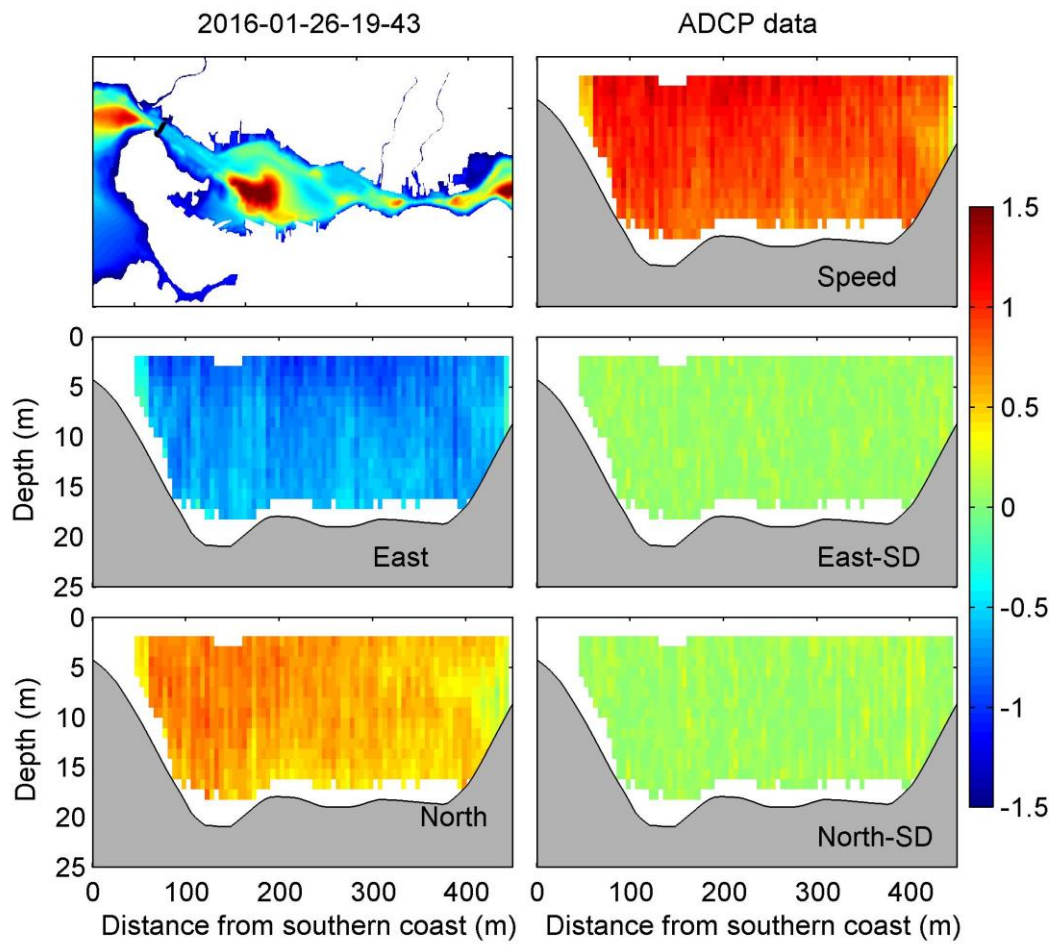 2016-01-26-19-43
ADCP data
Speed
1.5
1
0.5
0
-0.5
-1
-1.5
0
5
10
15
20
25
Depth (m)
East
East-SD
0
5
10
15
20
25
Depth (m)
North
North-SD
0 100 200 300 400
0 100 200 300 400
Distance from southern coast (m)
Distance from southern coast (m)